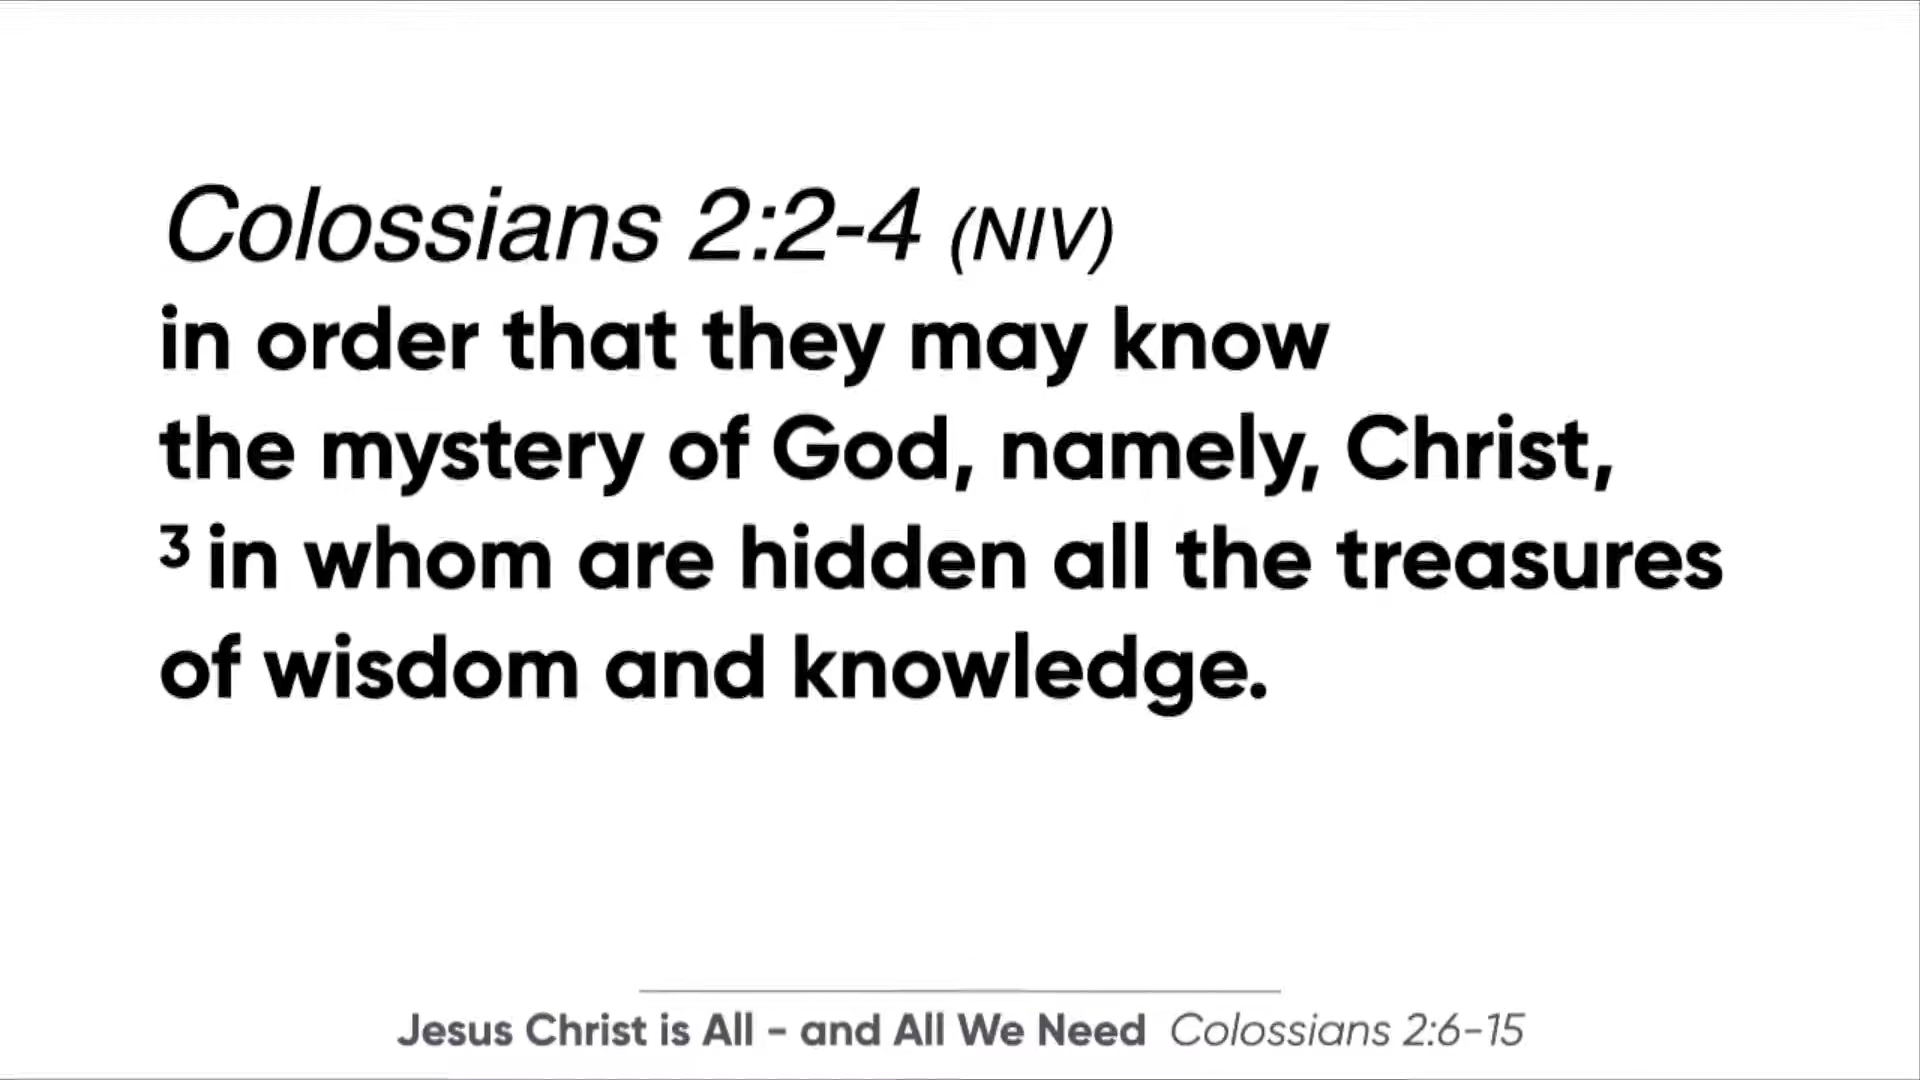 Colossians 2:2-4 (NIV)
in order that they may know
the mystery of God, namely, Christ,
³ in whom are hidden all the treasures
of wisdom and knowledge.
Jesus Christ is All – and All We Need Colossians 2:6–15